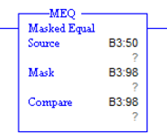 MEQ
Masked Equal
Source B3:50
?
Mask B3:98
?
Compare B3:98
?